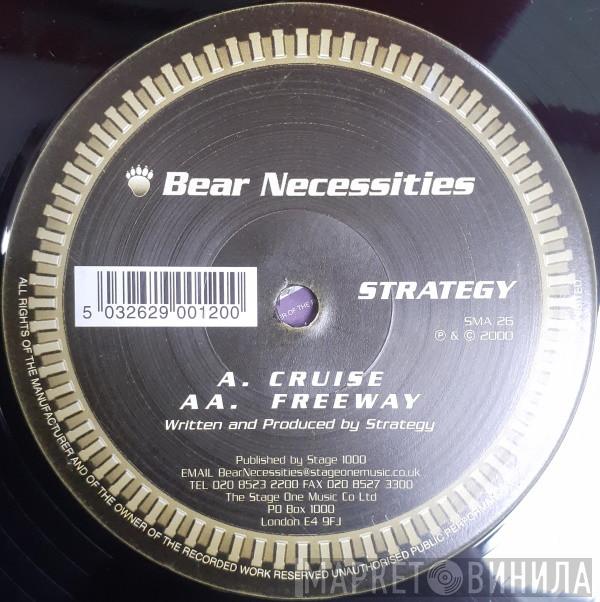 Bear Necessities
STRATEGY
5 032629 001200
SMA 26
℗ & © 2000
A. CRUISE
AA. FREEWAY
Written and Produced by Strategy
Published by Stage 1000
EMAIL BearNecessities@stageonemusic.co.uk
TEL 020 8523 2200 FAX 020 8527 3300
The Stage One Music Co Ltd
PO Box 1000
London E4 9FJ
ALL RIGHTS OF THE MANUFACTURER AND OF THE OWNER OF THE RECORDED WORK RESERVED UNAUTHORISED PUBLIC
МАРКЕТ ВИНИЛА